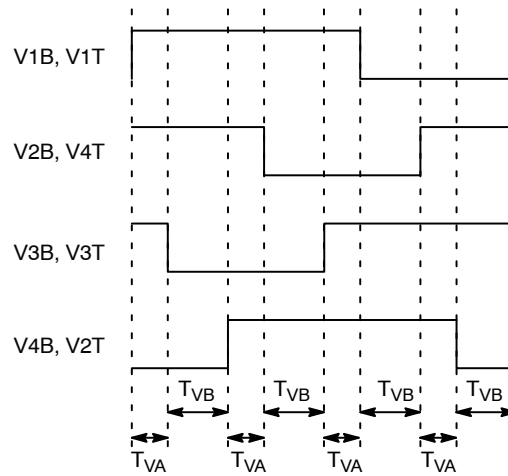 V1B, V1T
V2B, V4T
V3B, V3T
V4B, V2T
TVB TVB TVB TVB
TVA TVA TVA TVA